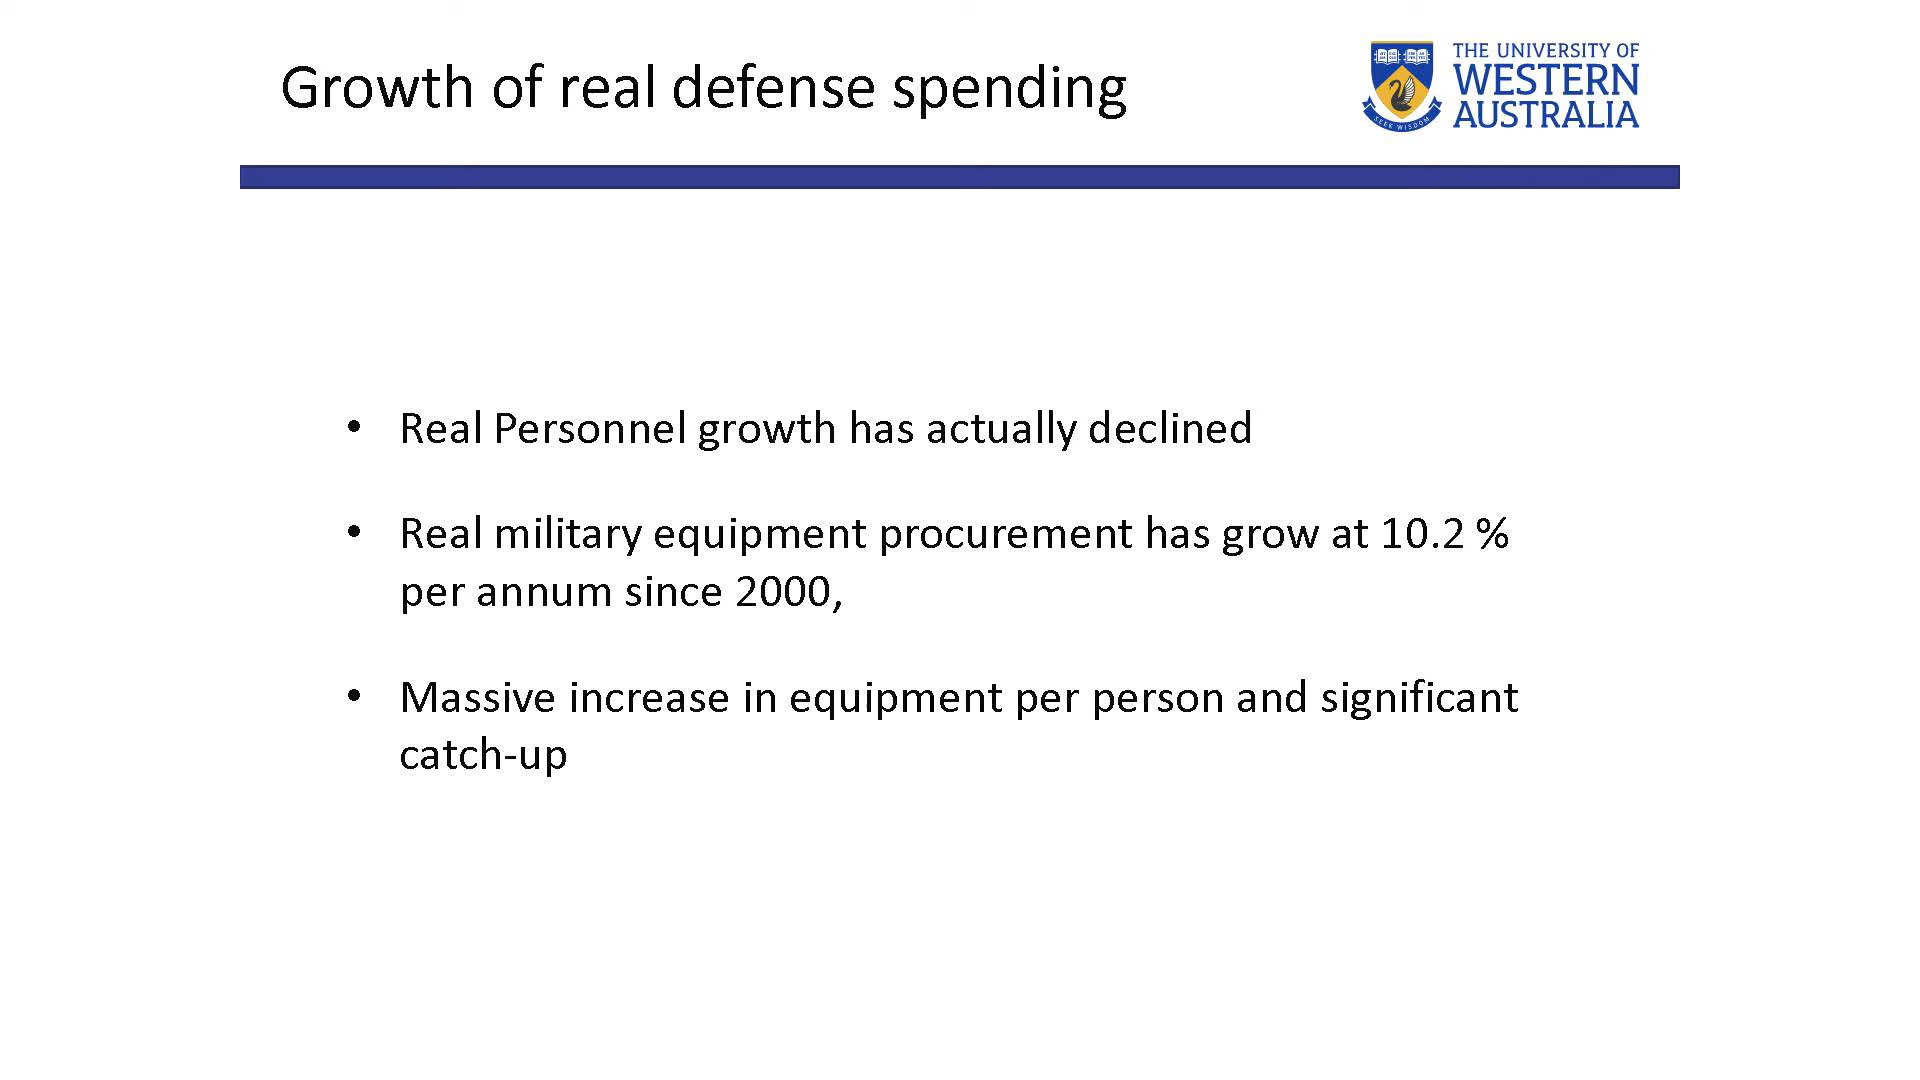 Growth of real defense spending
THE UNIVERSITY OF
WESTERN
AUSTRALIA
SEEK WISDOM
• Real Personnel growth has actually declined
• Real military equipment procurement has grow at 10.2 %
per annum since 2000,
• Massive increase in equipment per person and significant
catch-up